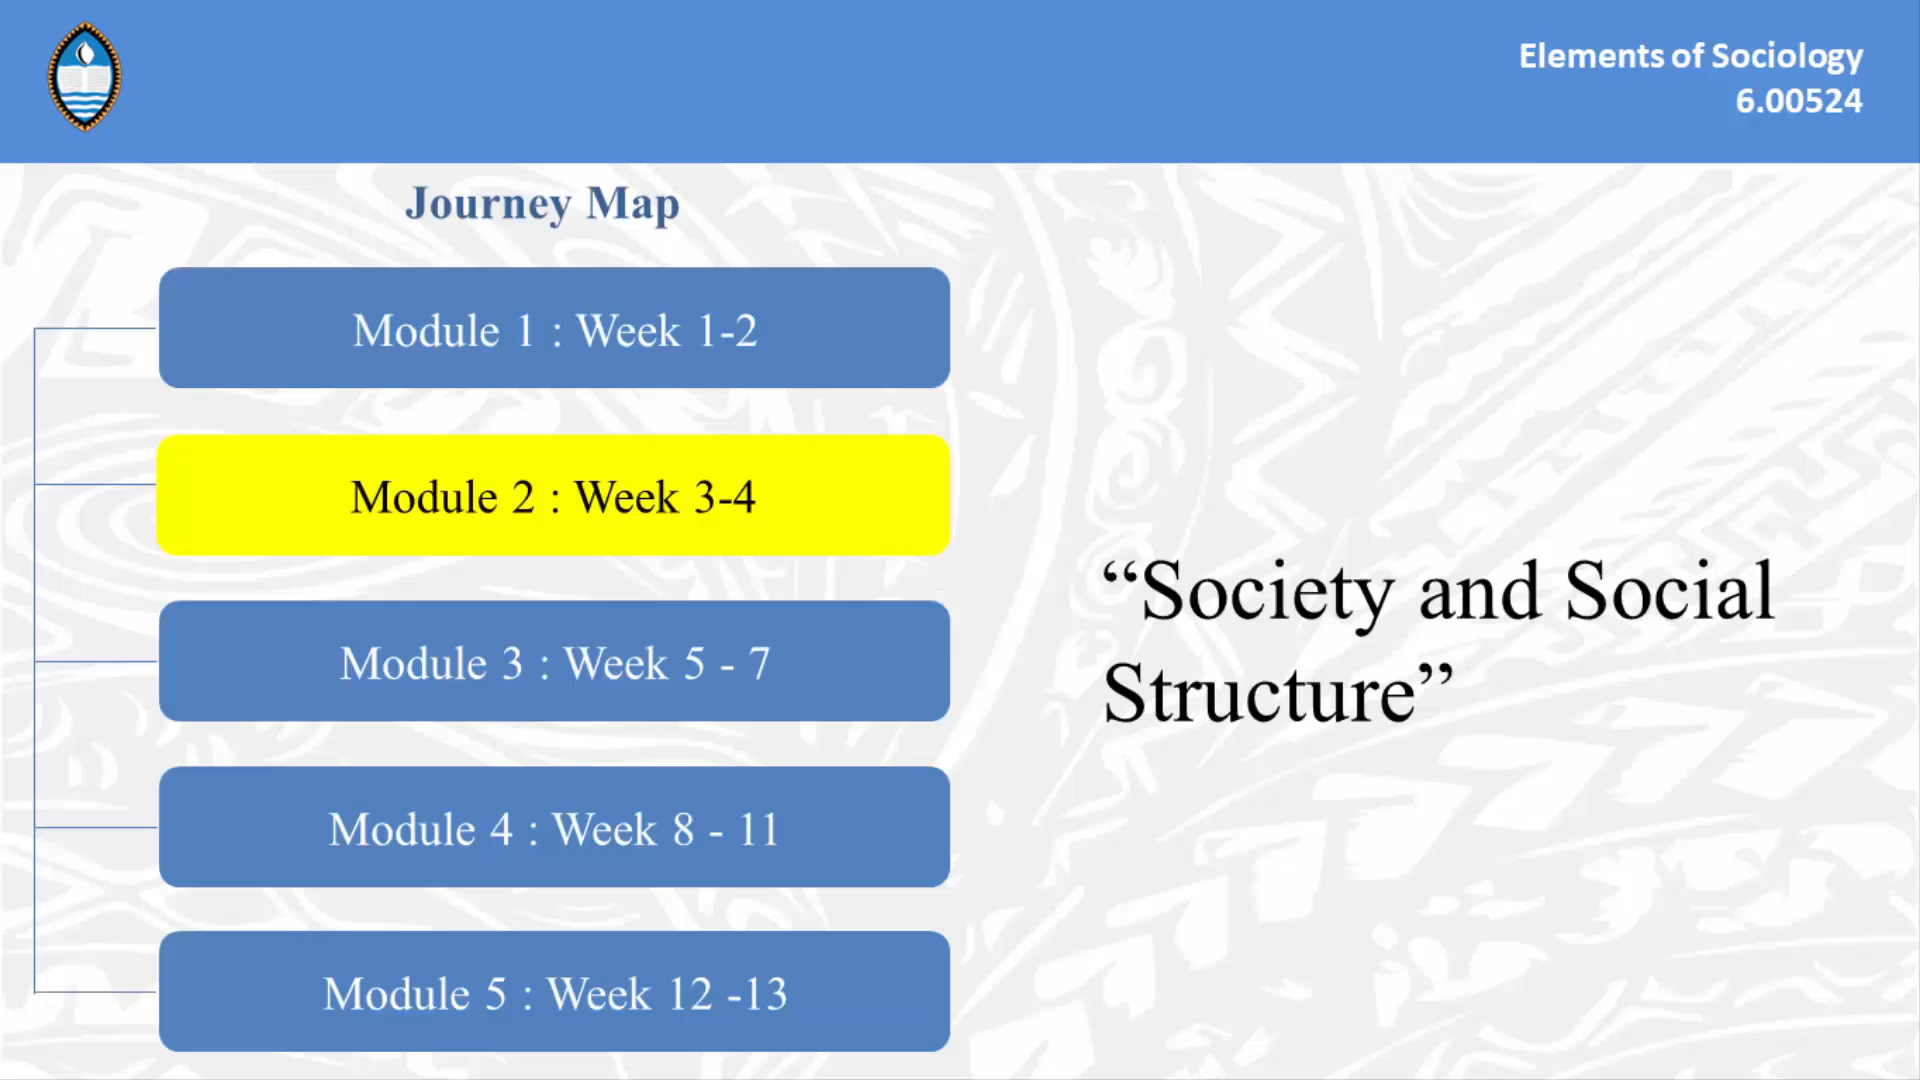 Elements of Sociology
6.00524
Journey Map
Module 1 : Week 1-2
Module 2 : Week 3-4
Module 3 : Week 5 - 7
Module 4 : Week 8 - 11
Module 5 : Week 12 -13
“Society and Social
Structure”